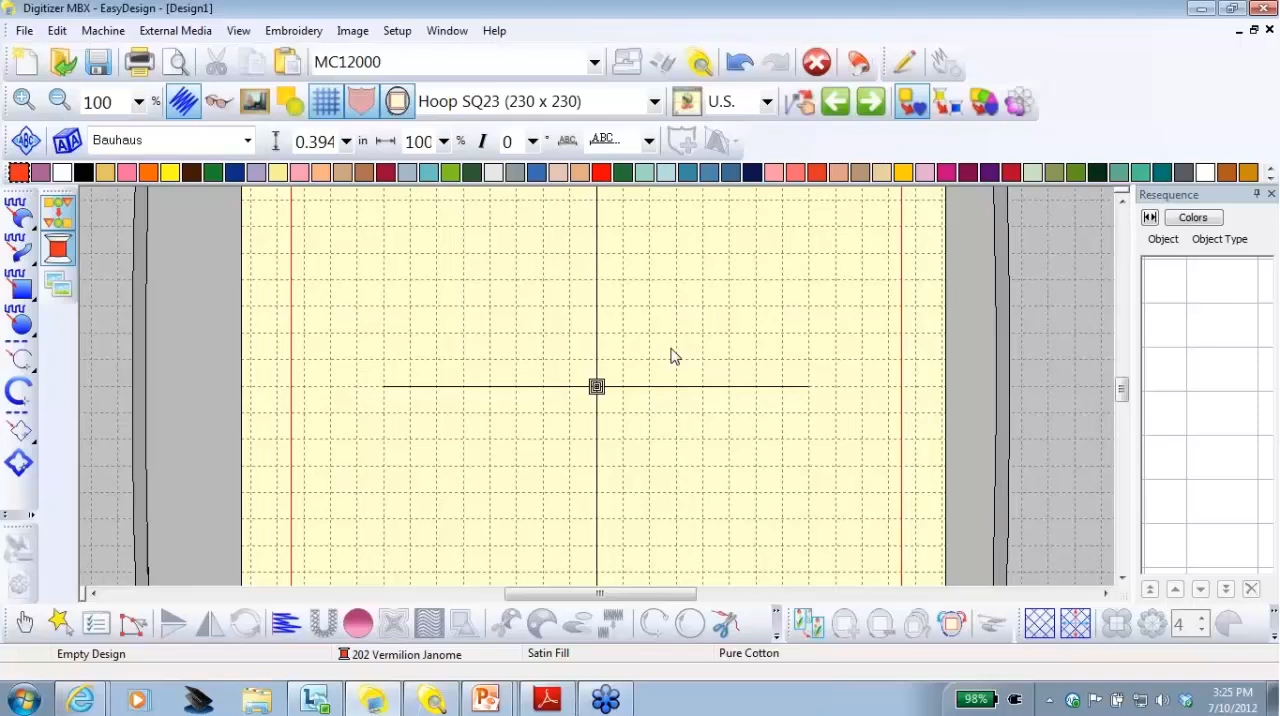 Digitizer MBX - EasyDesign - [Design1]
File Edit Machine External Media View Embroidery Image Setup Window Help
MC12000
100 % Hoop SQ23 (230 x 230) U.S.
Bauhaus 0.394 in 100 % I 0 ° ABC ABC
Resequence
Colors
Object Object Type
4
Empty Design 202 Vermilion Janome Satin Fill Pure Cotton
98% 3:25 PM
7/10/2012